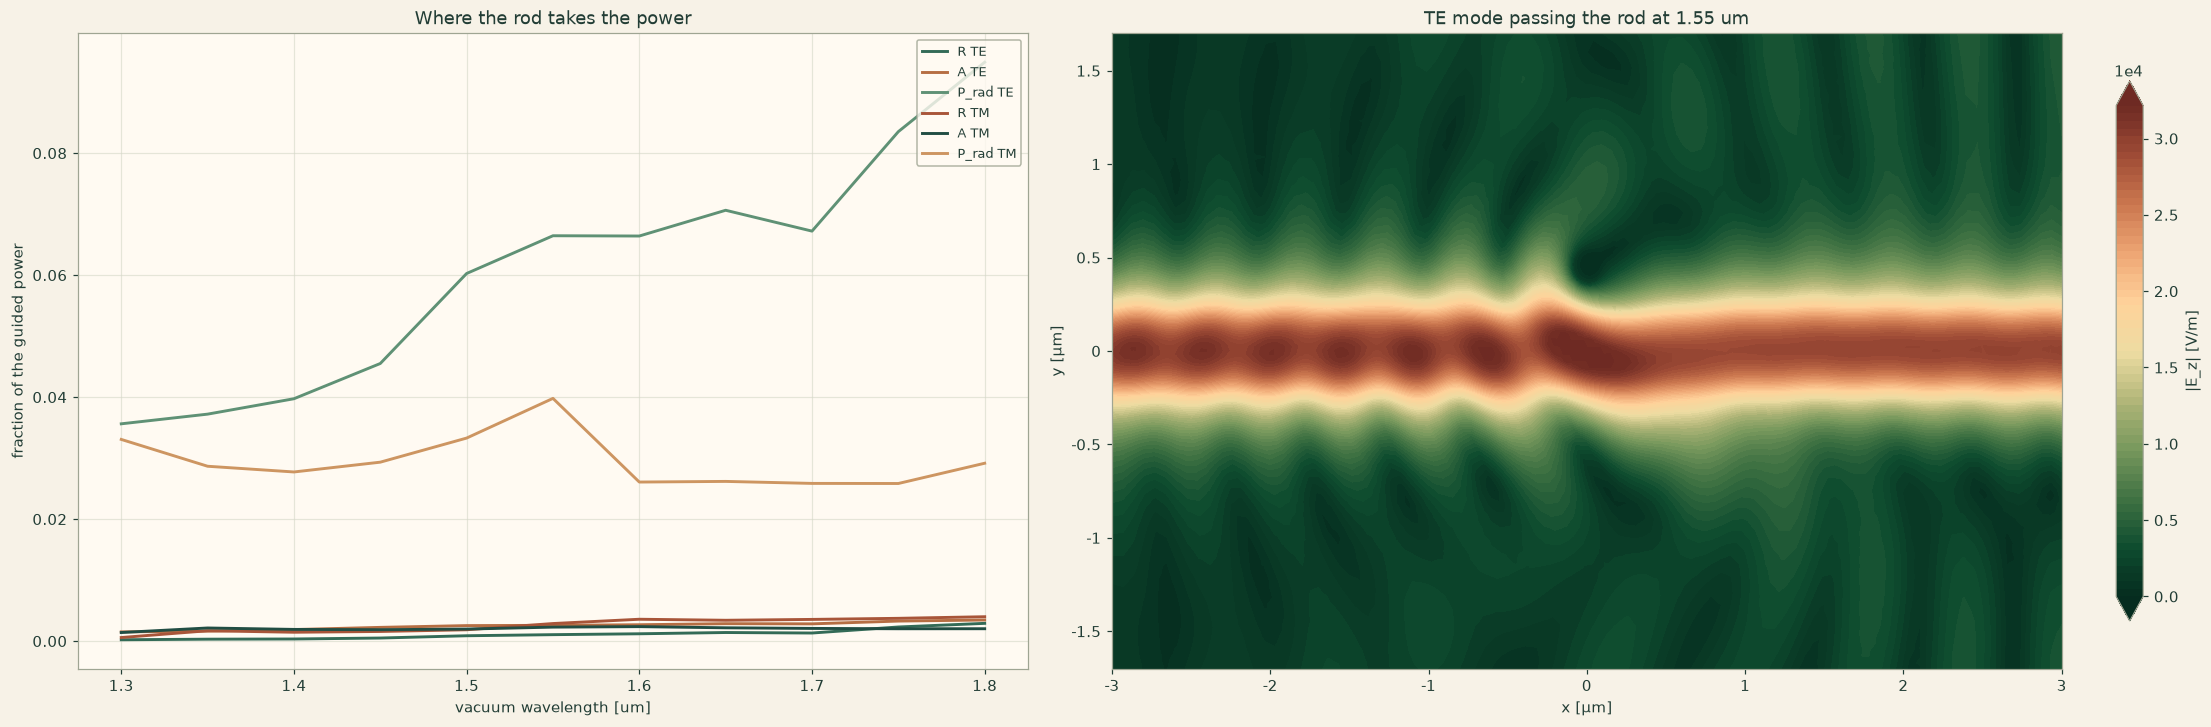 Where the rod takes the power
fraction of the guided power
0.08
0.06
0.04
0.02
0.00
1.3
1.4
1.5
1.6
1.7
1.8
vacuum wavelength [um]
R TE
A TE
P_rad TE
R TM
A TM
P_rad TM
TE mode passing the rod at 1.55 um
y [µm]
1.5
1
0.5
0
-0.5
-1
-1.5
-3
-2
-1
0
1
2
3
x [µm]
1e4
3.0
2.5
2.0
1.5
1.0
0.5
0.0
|E_z| [V/m]